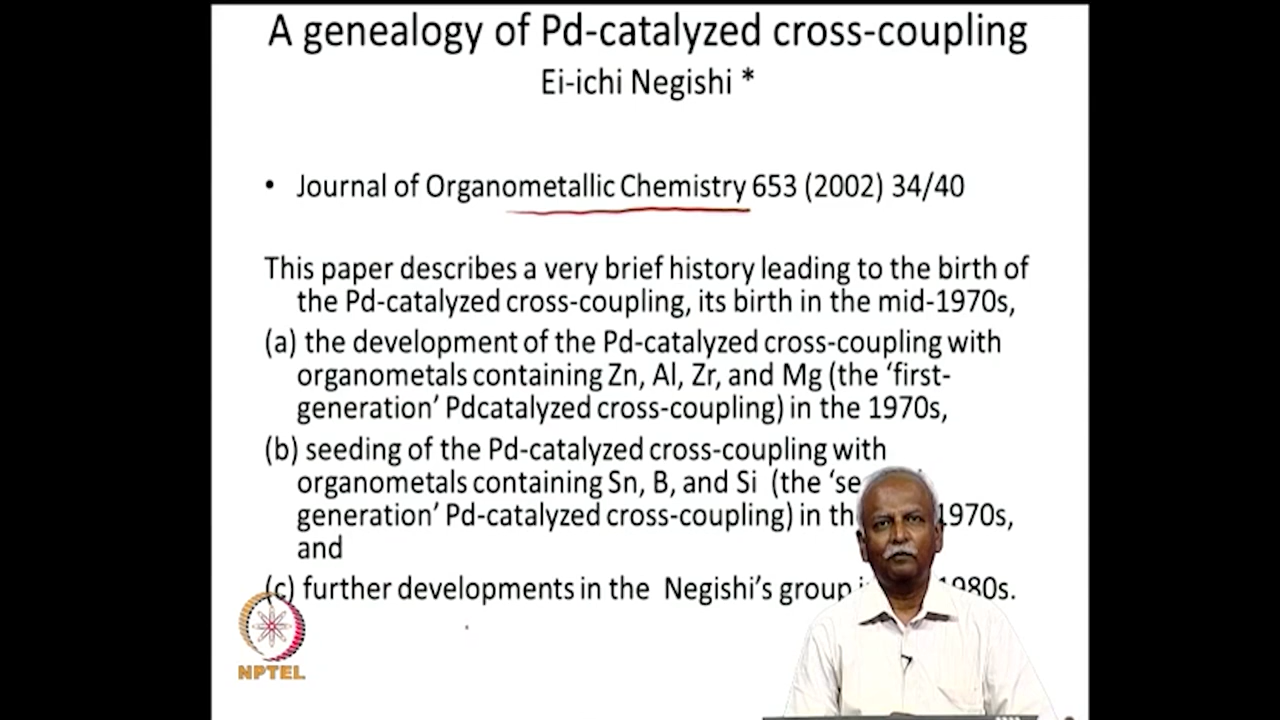 A genealogy of Pd-catalyzed cross-coupling
Ei-ichi Negishi *
• Journal of Organometallic Chemistry 653 (2002) 34/40
This paper describes a very brief history leading to the birth of
the Pd-catalyzed cross-coupling, its birth in the mid-1970s,
(a) the development of the Pd-catalyzed cross-coupling with
organometals containing Zn, Al, Zr, and Mg (the ‘first-
generation’ Pdcatalyzed cross-coupling) in the 1970s,
(b) seeding of the Pd-catalyzed cross-coupling with
organometals containing Sn, B, and Si (the
generation’ Pd-catalyzed cross-coupling) in 1970s,
and
(c) further developments in the Negishi’s group
NPTEL